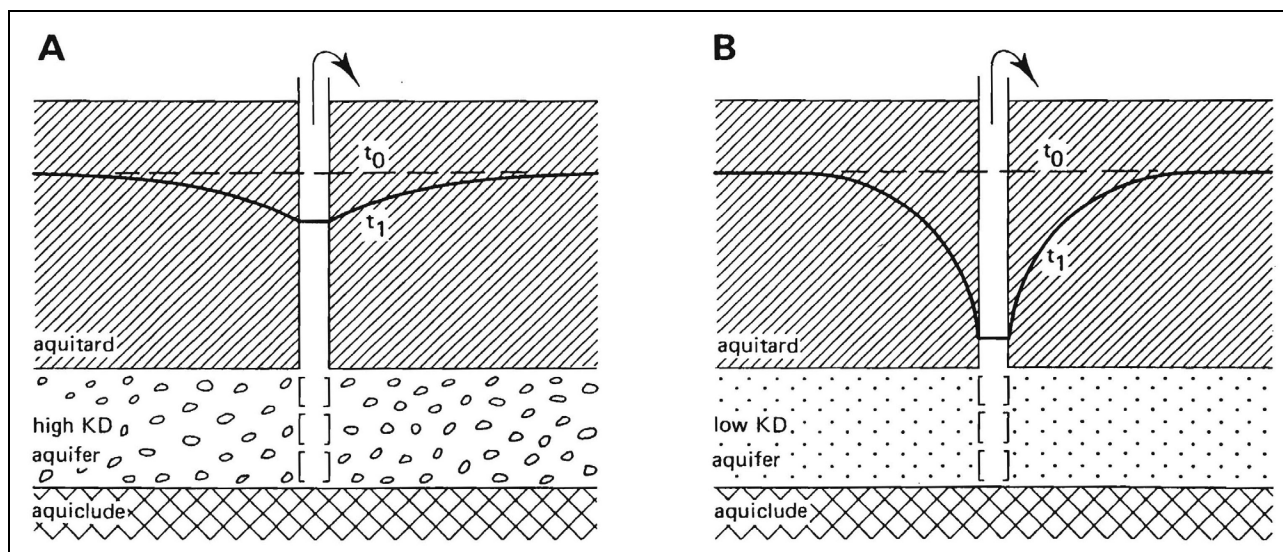 A
t0
t1
aquitard
high KD
aquifer
aquiclude
B
t0
t1
aquitard
low KD
aquifer
aquiclude